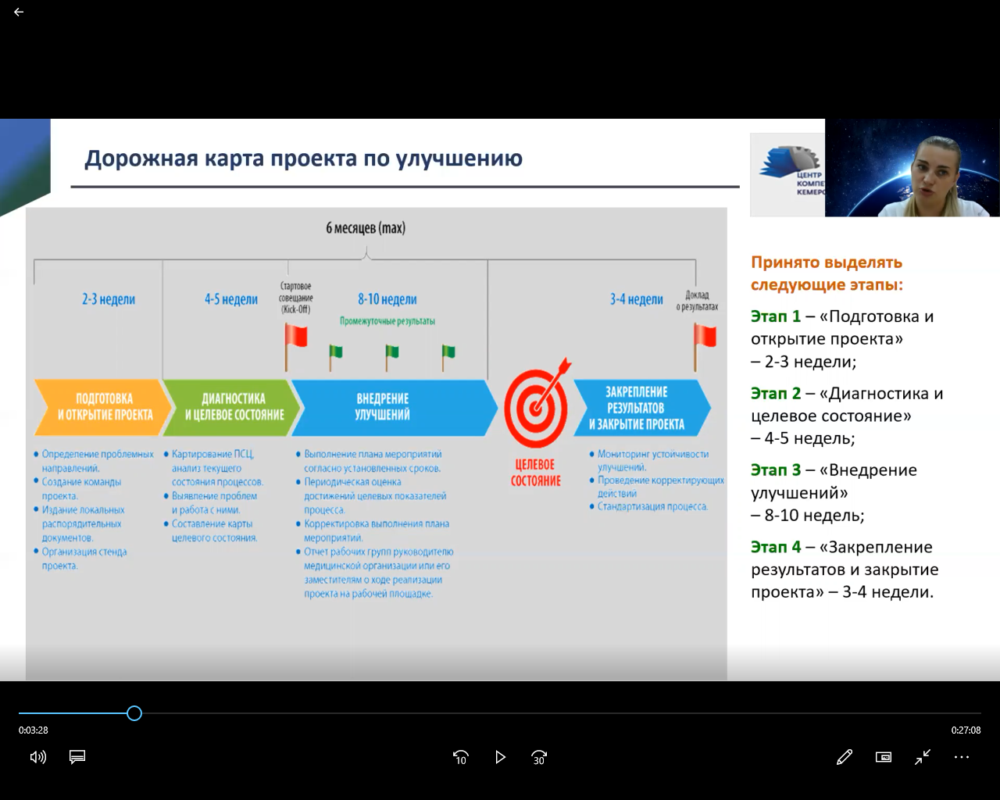 Дорожная карта проекта по улучшению
ЦЕНТР
КОМПЕ
КЕМЕРО
6 месяцев (max)
2-3 недели
4-5 недели
Стартовое
совещание
(Kick-Off)
8-10 недели
Промежуточные результаты
3-4 недели
Доклад
о результатах
ПОДГОТОВКА
И ОТКРЫТИЕ ПРОЕКТА
ДИАГНОСТИКА
И ЦЕЛЕВОЕ СОСТОЯНИЕ
ВНЕДРЕНИЕ
УЛУЧШЕНИЙ
ЦЕЛЕВОЕ
СОСТОЯНИЕ
ЗАКРЕПЛЕНИЕ
РЕЗУЛЬТАТОВ
И ЗАКРЫТИЕ ПРОЕКТА
• Определение проблемных
направлений.
• Создание команды
проекта.
• Издание локальных
распорядительных
документов.
• Организация стенда
проекта.
• Картирование ПСЦ,
анализ текущего
состояния процессов.
• Выявление проблем
и работа с ними.
• Составление карты
целевого состояния.
• Выполнение плана мероприятий
согласно установленных сроков.
• Периодическая оценка
достижений целевых показателей
процесса.
• Корректировка выполнения плана
мероприятий.
• Отчет рабочих групп руководителю
медицинской организации или его
заместителям о ходе реализации
проекта на рабочей площадке.
• Мониторинг устойчивости
улучшений.
• Проведение корректирующих
действий
• Стандартизация процесса.
Принято выделять
следующие этапы:
Этап 1 – «Подготовка и
открытие проекта»
– 2-3 недели;
Этап 2 – «Диагностика и
целевое состояние»
– 4-5 недель;
Этап 3 – «Внедрение
улучшений»
– 8-10 недель;
Этап 4 – «Закрепление
результатов и закрытие
проекта» – 3-4 недели.
0:03:28
0:27:08
10
30